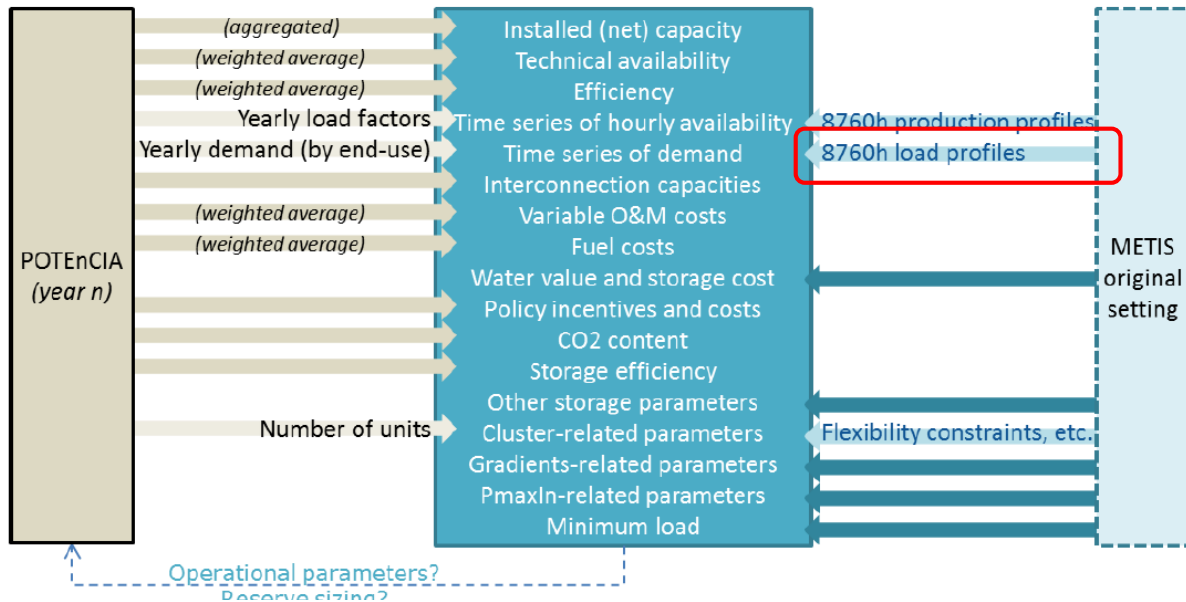 (aggregated)
Installed (net) capacity
(weighted average)
Technical availability
(weighted average)
Efficiency
Yearly load factors
Time series of hourly availability
8760h production profiles
Yearly demand (by end-use)
Time series of demand
8760h load profiles
Interconnection capacities
(weighted average)
Variable O&M costs
(weighted average)
Fuel costs
POTEnCIA
(year n)
METIS
original
setting
Water value and storage cost
Policy incentives and costs
CO2 content
Storage efficiency
Other storage parameters
Number of units
Cluster-related parameters
Flexibility constraints, etc.
Gradients-related parameters
PmaxIn-related parameters
Minimum load
Operational parameters?
Reserve sizing?